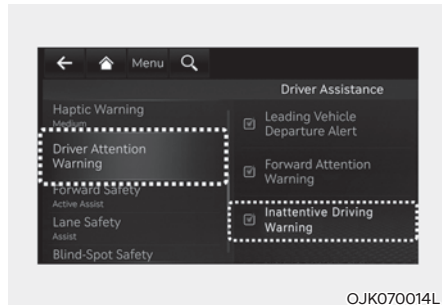 Menu
Driver Assistance
Haptic Warning
Medium
Driver Attention
Warning
Forward Safety
Active Assist
Lane Safety
Assist
Blind-Spot Safety
Leading Vehicle
Departure Alert
Forward Attention
Warning
Inattentive Driving
Warning
OJK070014L